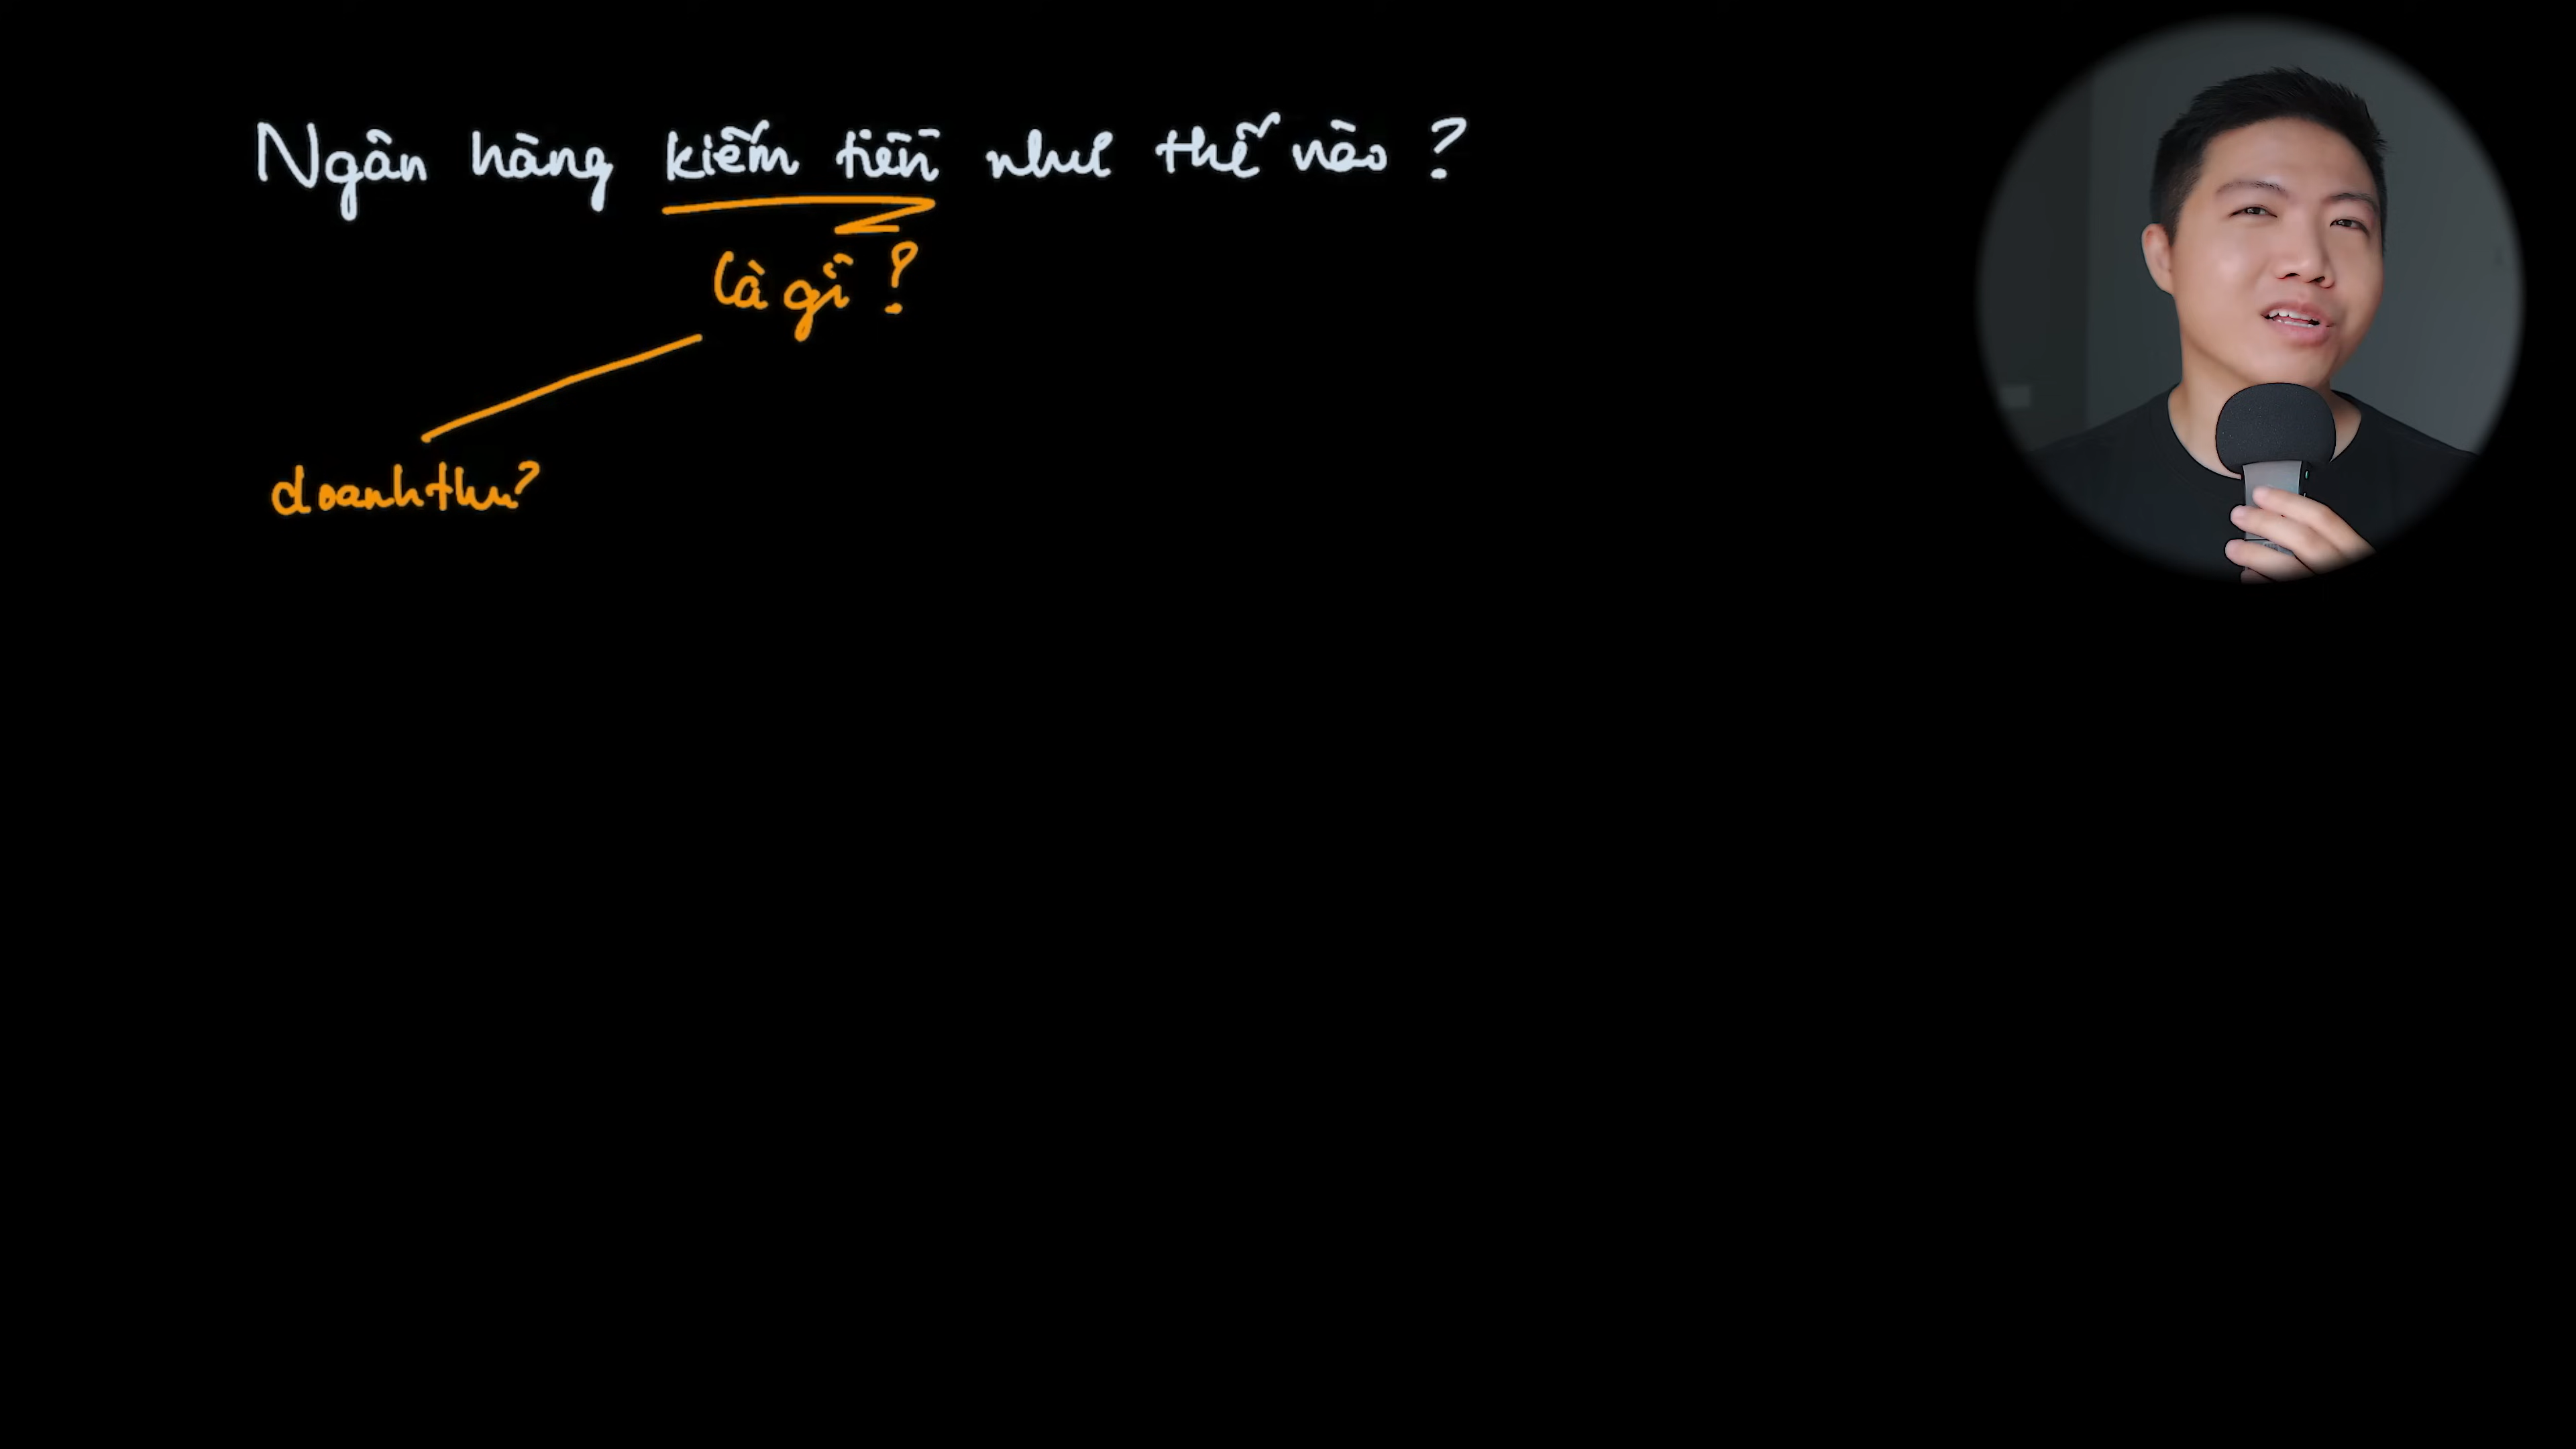 Ngân hàng kiếm tiền như thế nào ?
là gì ?
doanh thu?